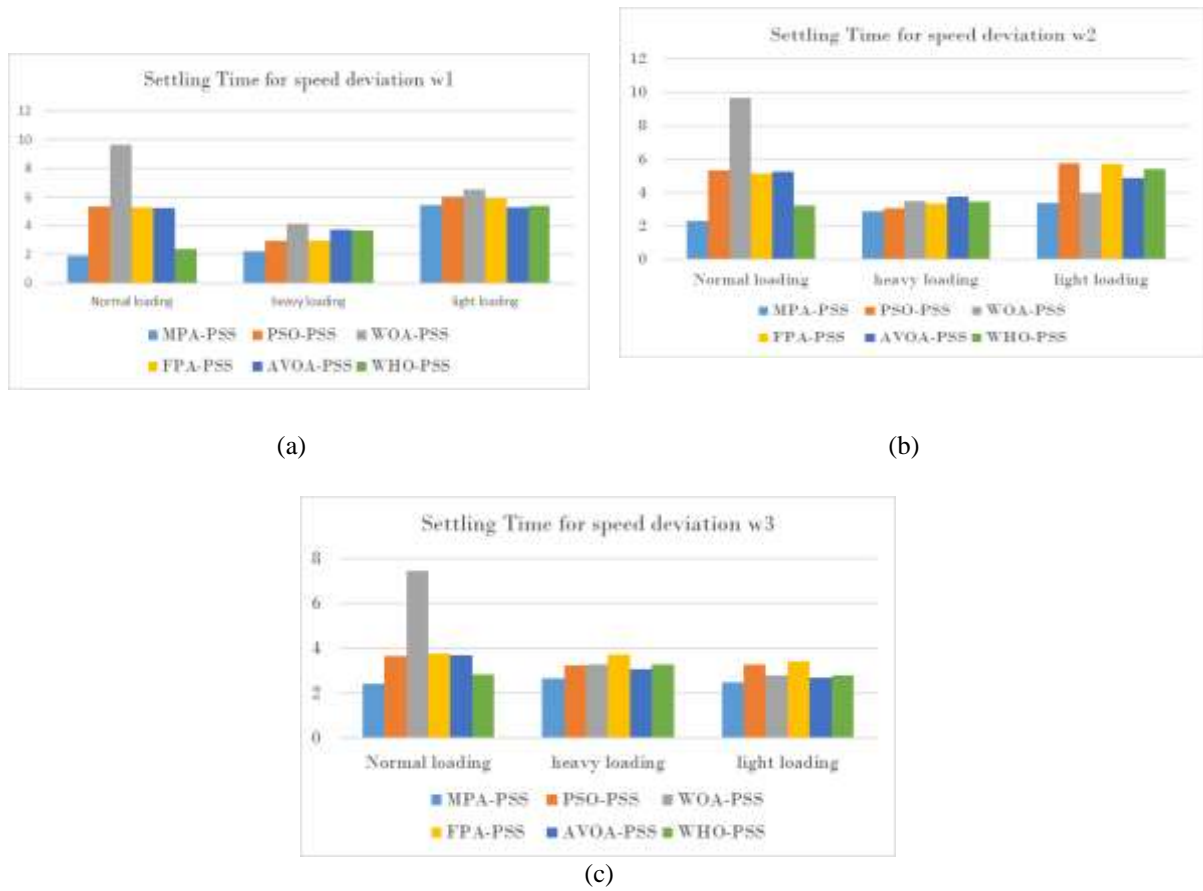 Settling Time for speed deviation w1
12
10
8
6
4
2
0
Normal loading heavy loading light loading
MPA-PSS PSO-PSS WOA-PSS
FPA-PSS AVOA-PSS WHO-PSS
(a)
Settling Time for speed deviation w2
12
10
8
6
4
2
0
Normal loading heavy loading light loading
MPA-PSS PSO-PSS WOA-PSS
FPA-PSS AVOA-PSS WHO-PSS
(b)
Settling Time for speed deviation w3
8
6
4
2
0
Normal loading heavy loading light loading
MPA-PSS PSO-PSS WOA-PSS
FPA-PSS AVOA-PSS WHO-PSS
(c)